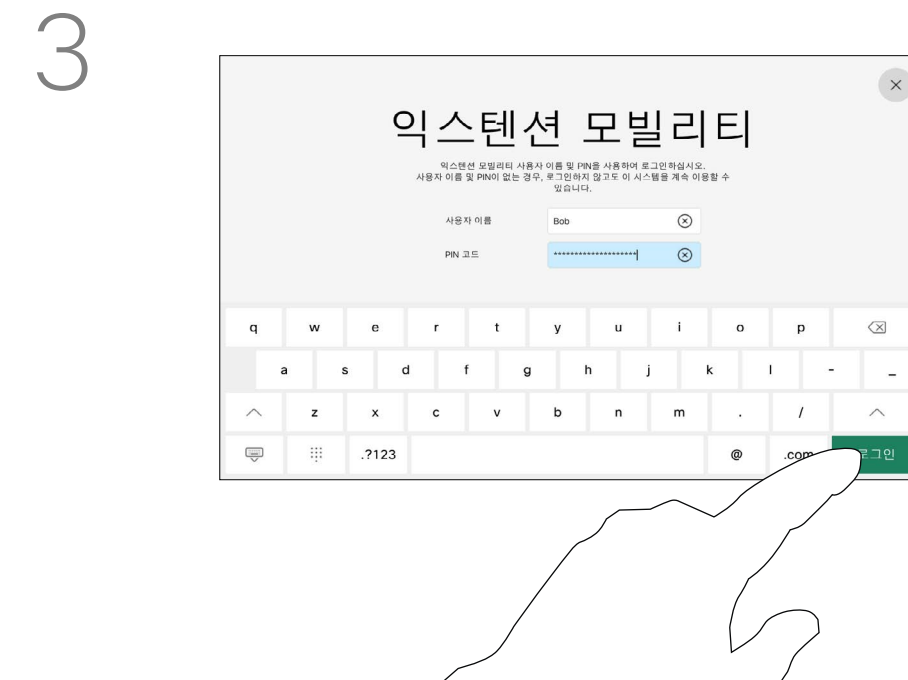 3
익스텐션 모빌리티
익스텐션 모빌리티 사용자 이름 및 PIN을 사용하여 로그인하십시오.
사용자 이름 및 PIN이 없는 경우, 로그인하지 않고도 이 시스템을 계속 이용할 수
있습니다.
사용자 이름 Bob
PIN 코드 ********************
q w e r t y u i o p
a s d f g h j k l - _
z x c v b n m . /
.?123 @ .com 로그인